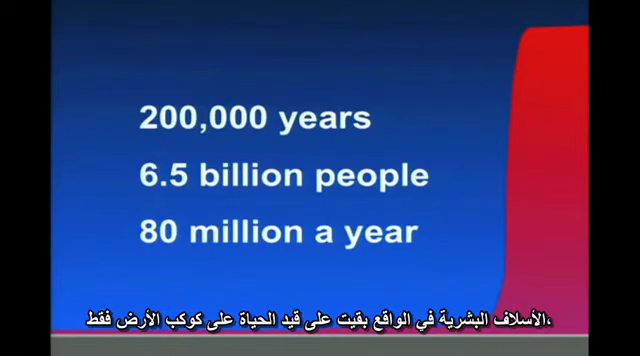 200,000 years
6.5 billion people
80 million a year
الأسلاف البشرية في الواقع بقيت على قيد الحياة على كوكب الأرض فقط،